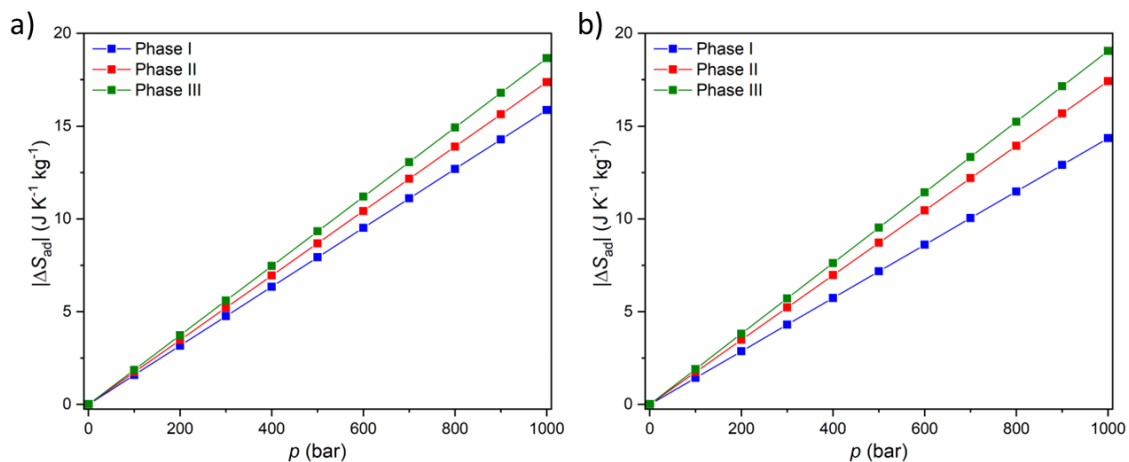 a)
20
15
10
5
0
|ΔS_ad| (J K⁻¹ kg⁻¹)
Phase I
Phase II
Phase III
0 200 400 600 800 1000
p (bar)
b)
20
15
10
5
0
|ΔS_ad| (J K⁻¹ kg⁻¹)
Phase I
Phase II
Phase III
0 200 400 600 800 1000
p (bar)